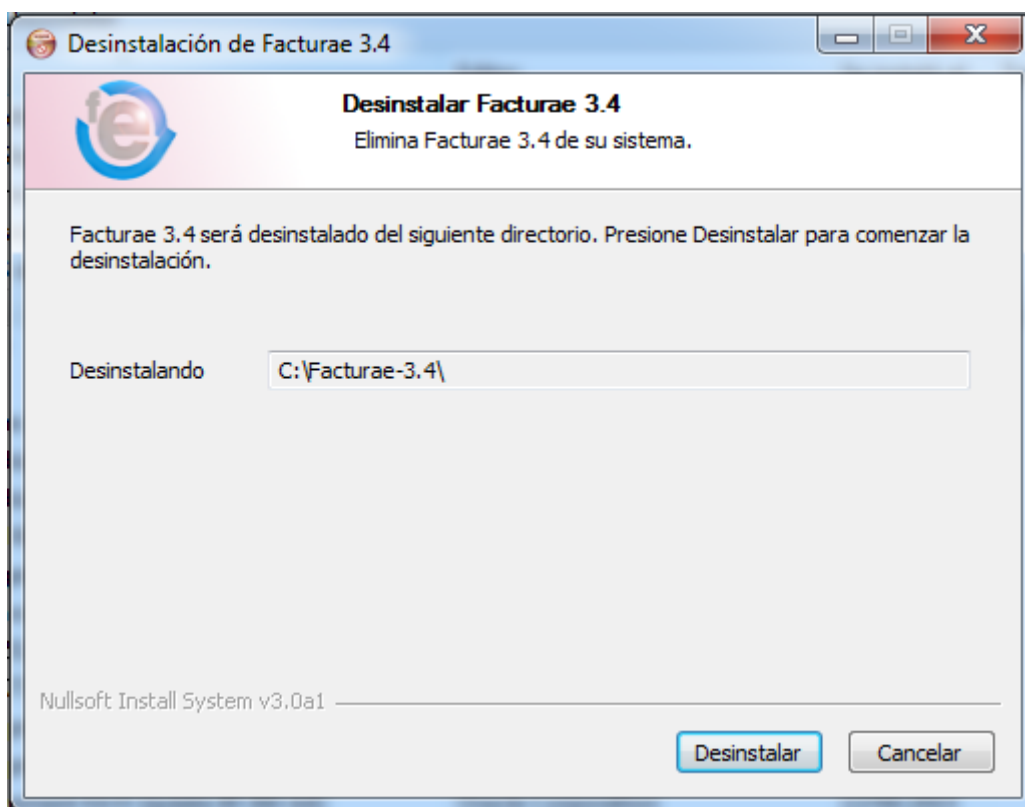 Desinstalación de Facturae 3.4
Desinstalar Facturae 3.4
Elimina Facturae 3.4 de su sistema.
Facturae 3.4 será desinstalado del siguiente directorio. Presione Desinstalar para comenzar la
desinstalación.
Desinstalando C:\Facturae-3.4\
Nullsoft Install System v3.0a1
Desinstalar Cancelar